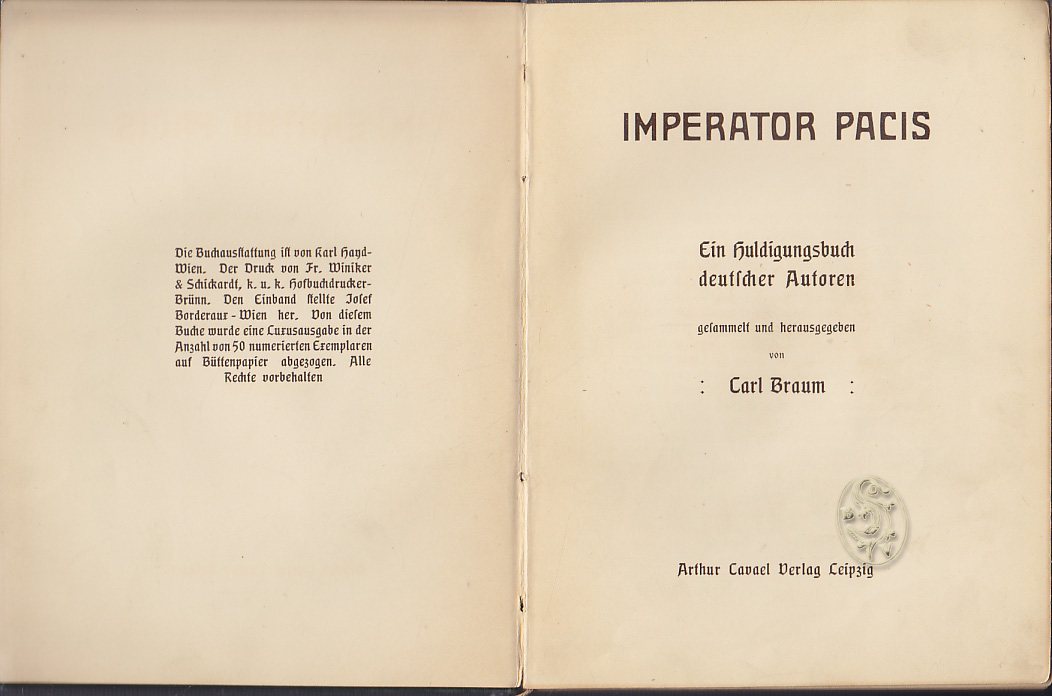 Die Buchausſtattung iſt von Karl Hayd-
Wien. Der Druck von Fr. Winiker
& Schickardt, k. u. k. Hofbuchdrucker-
Brünn. Den Einband ſtellte Joſef
Borderaux - Wien her. Von dieſem
Buche wurde eine Luxusausgabe in der
Anzahl von 50 numerierten Exemplaren
auf Büttenpapier abgezogen. Alle
Rechte vorbehalten
IMPERATOR PACIS
Ein Huldigungsbuch
deutſcher Autoren
geſammelt und herausgegeben
von
: Carl Braum :
Arthur Cavael Verlag Leipzig